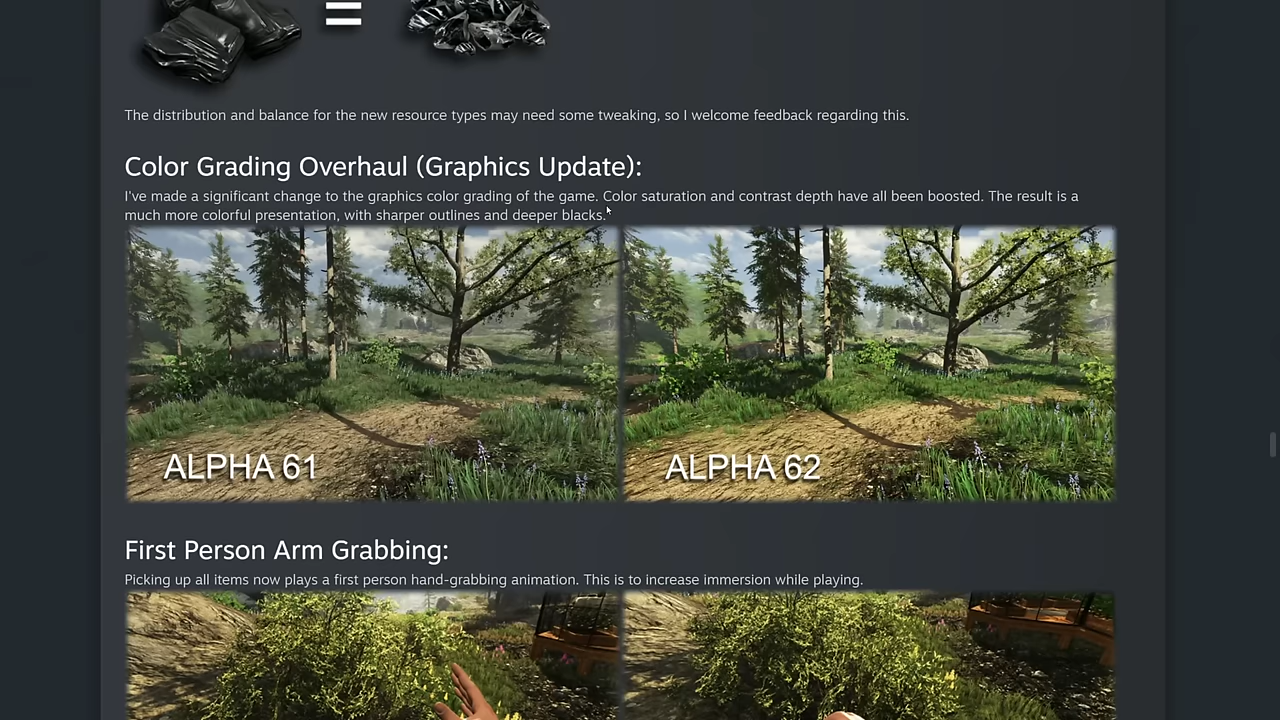 The distribution and balance for the new resource types may need some tweaking, so I welcome feedback regarding this.
Color Grading Overhaul (Graphics Update):
I've made a significant change to the graphics color grading of the game. Color saturation and contrast depth have all been boosted. The result is a
much more colorful presentation, with sharper outlines and deeper blacks.
ALPHA 61
ALPHA 62
First Person Arm Grabbing:
Picking up all items now plays a first person hand-grabbing animation. This is to increase immersion while playing.